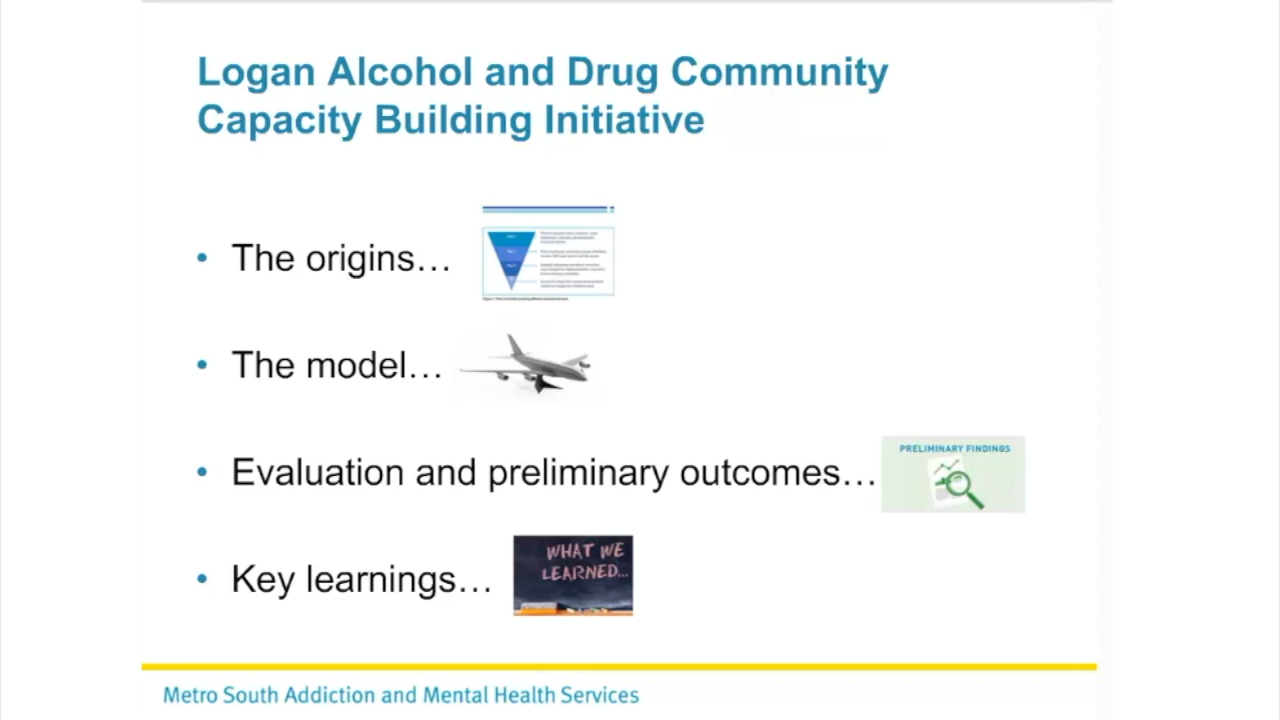 Logan Alcohol and Drug Community
Capacity Building Initiative
• The origins…
• The model…
• Evaluation and preliminary outcomes…
PRELIMINARY FINDINGS
• Key learnings…
WHAT WE
LEARNED...
Metro South Addiction and Mental Health Services